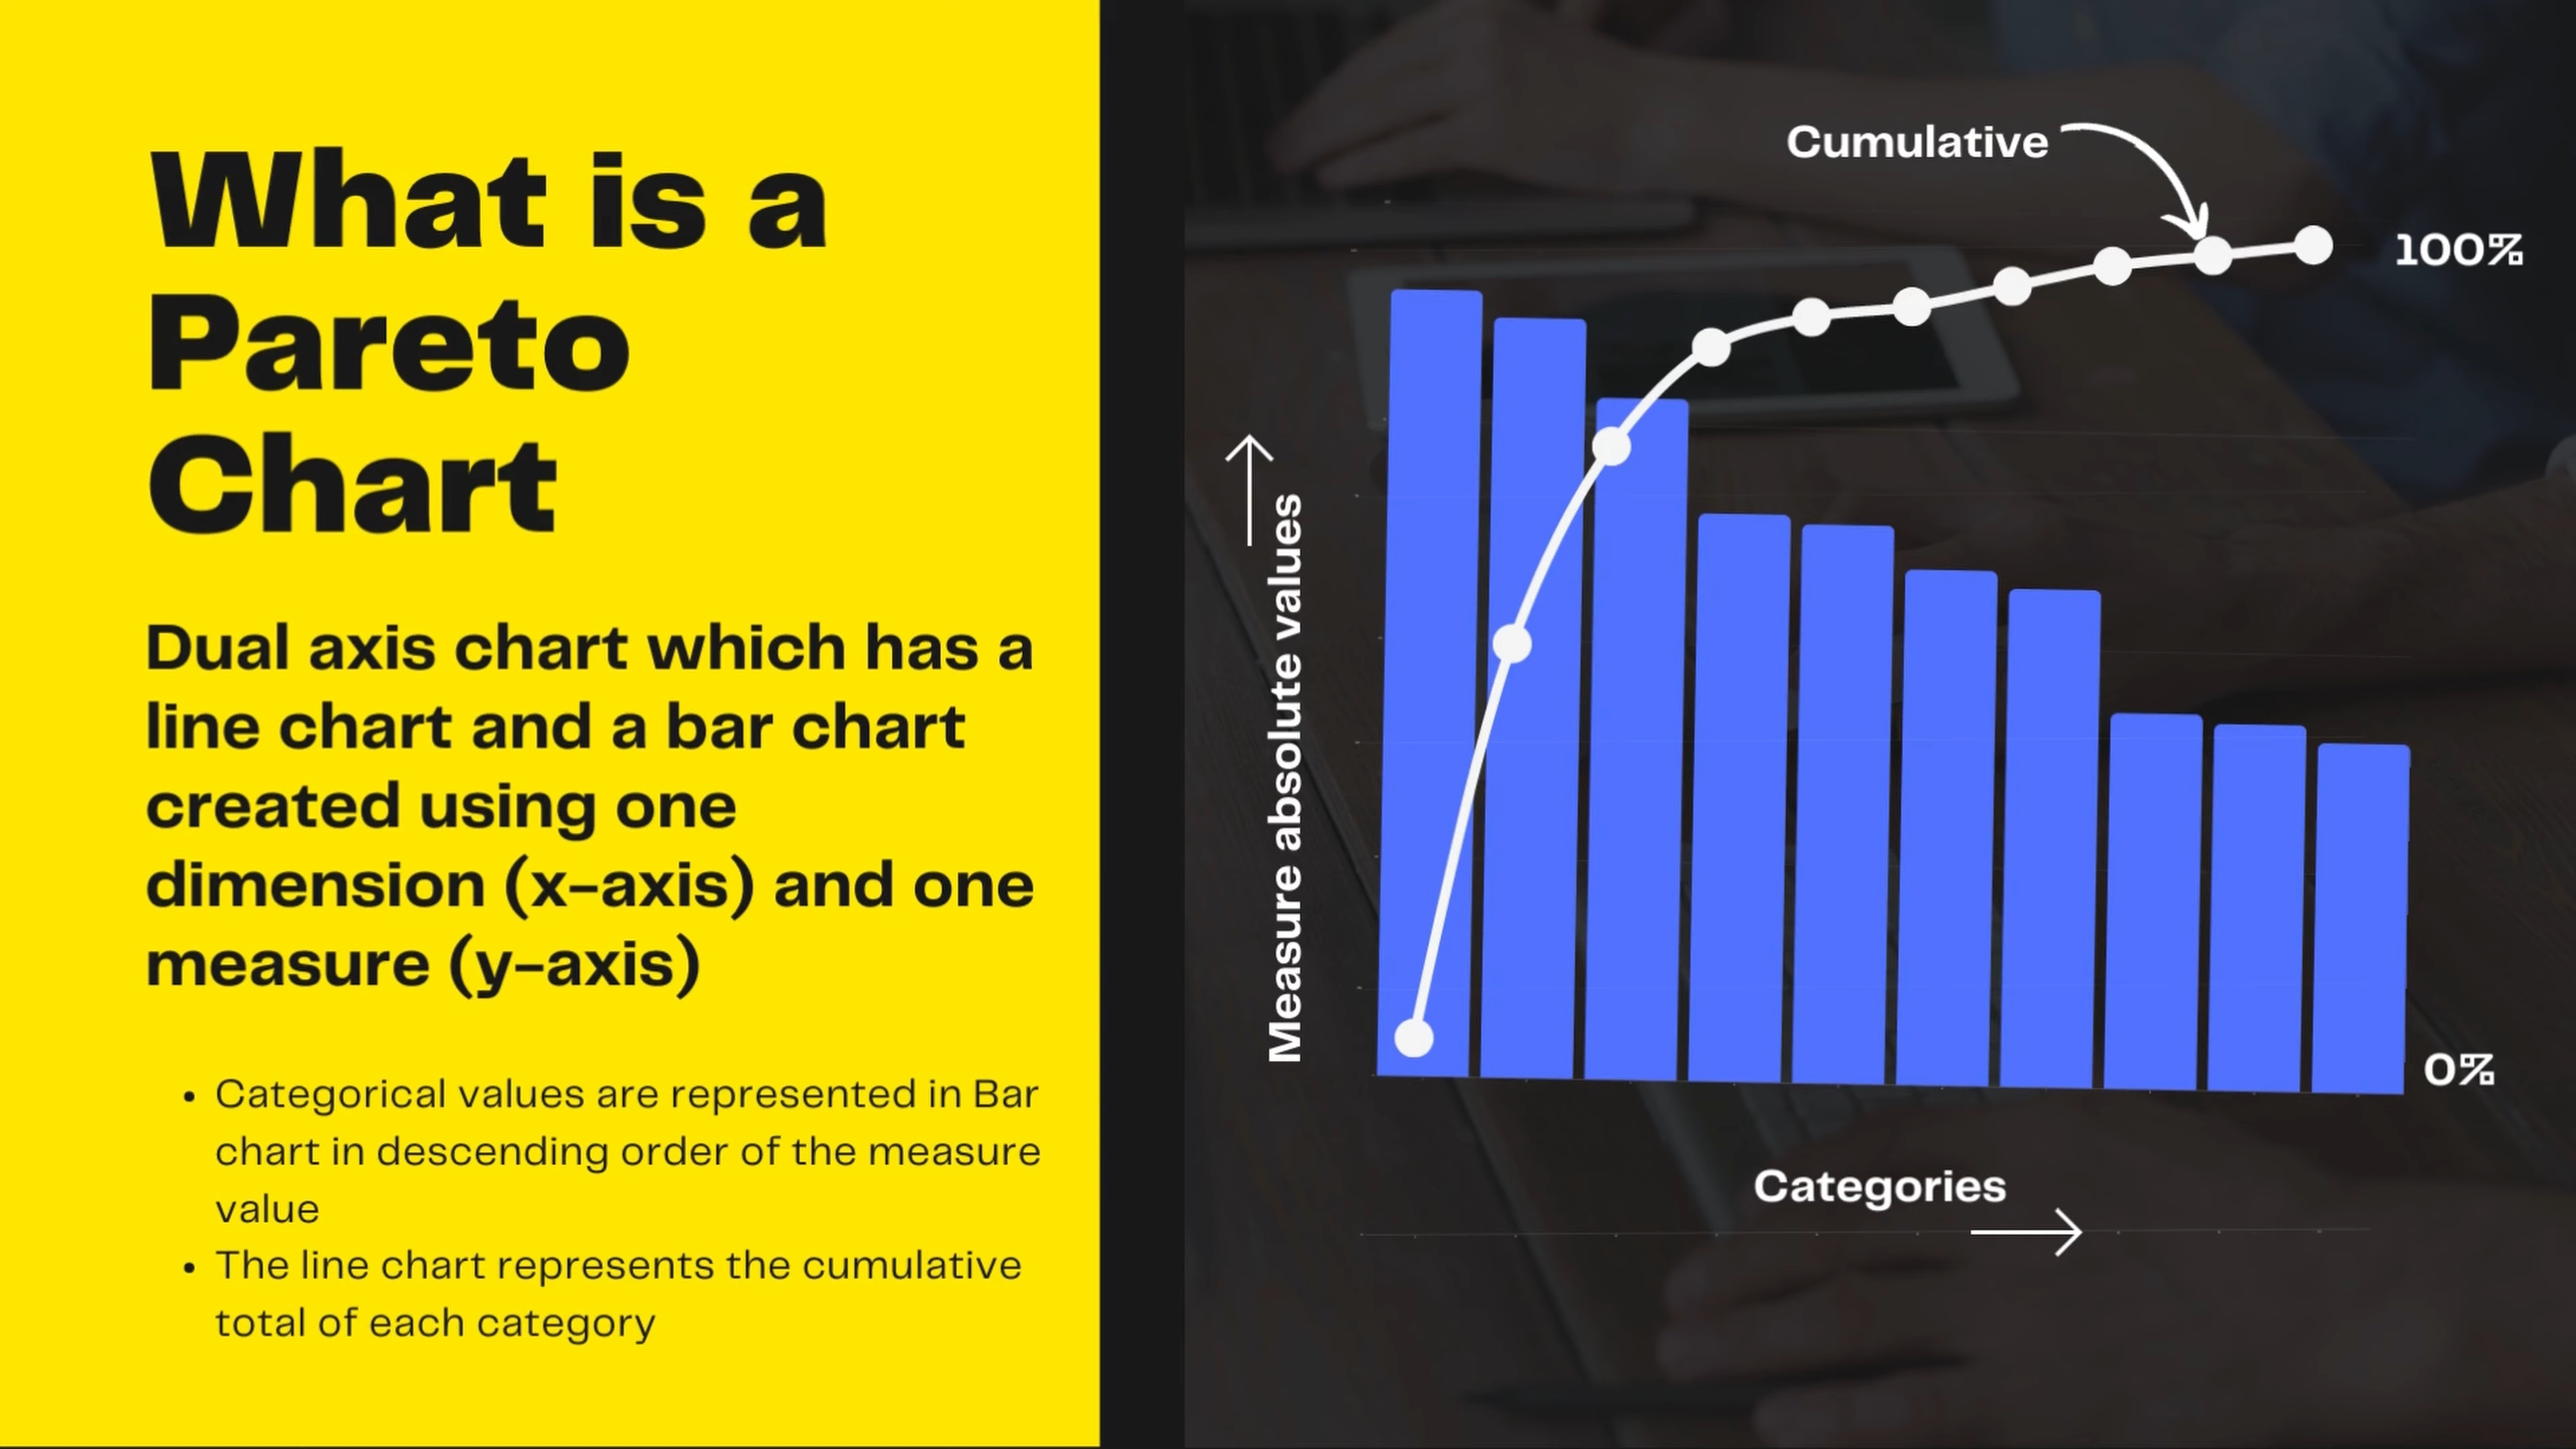 What is a
Pareto
Chart
Dual axis chart which has a
line chart and a bar chart
created using one
dimension (x-axis) and one
measure (y-axis)
• Categorical values are represented in Bar
chart in descending order of the measure
value
• The line chart represents the cumulative
total of each category
Cumulative
100%
Measure absolute values
0%
Categories